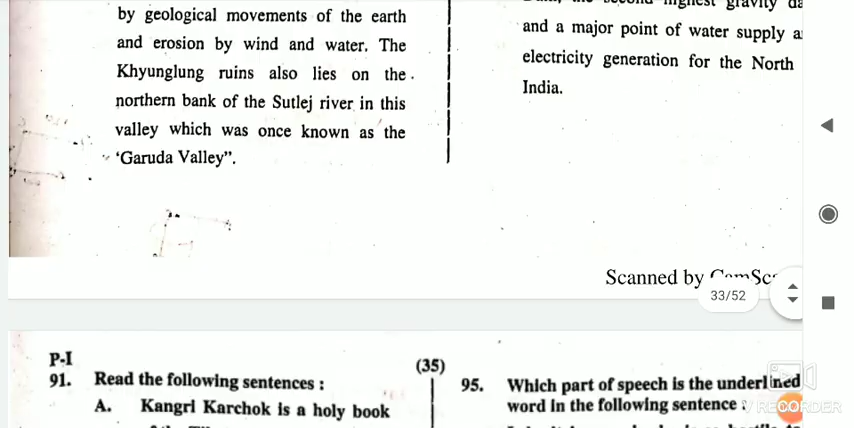 by geological movements of the earth
and erosion by wind and water. The
Khyunglung ruins also lies on the
northern bank of the Sutlej river in this
valley which was once known as the
‘Garuda Valley”.
highest gravity
and a major point of water supply
electricity generation for the North
India.
Scanned by
33/52
P-I
(35)
91. Read the following sentences :
A. Kangri Karchok is a holy book
95. Which part of speech is the underlined
word in the following sentence :
RECORDER